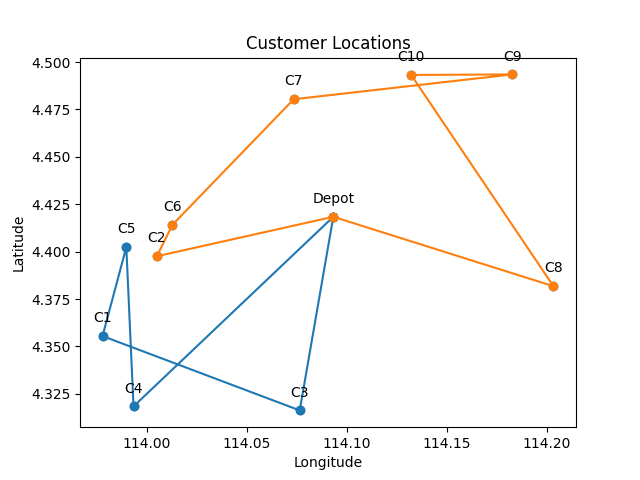 Customer Locations
C10
C9
4.500
C7
4.475
4.450
Depot
C6
4.425
C5
C2
4.400
C8
4.375
C1
4.350
C4
C3
4.325
Latitude
114.00
114.05
114.10
114.15
114.20
Longitude